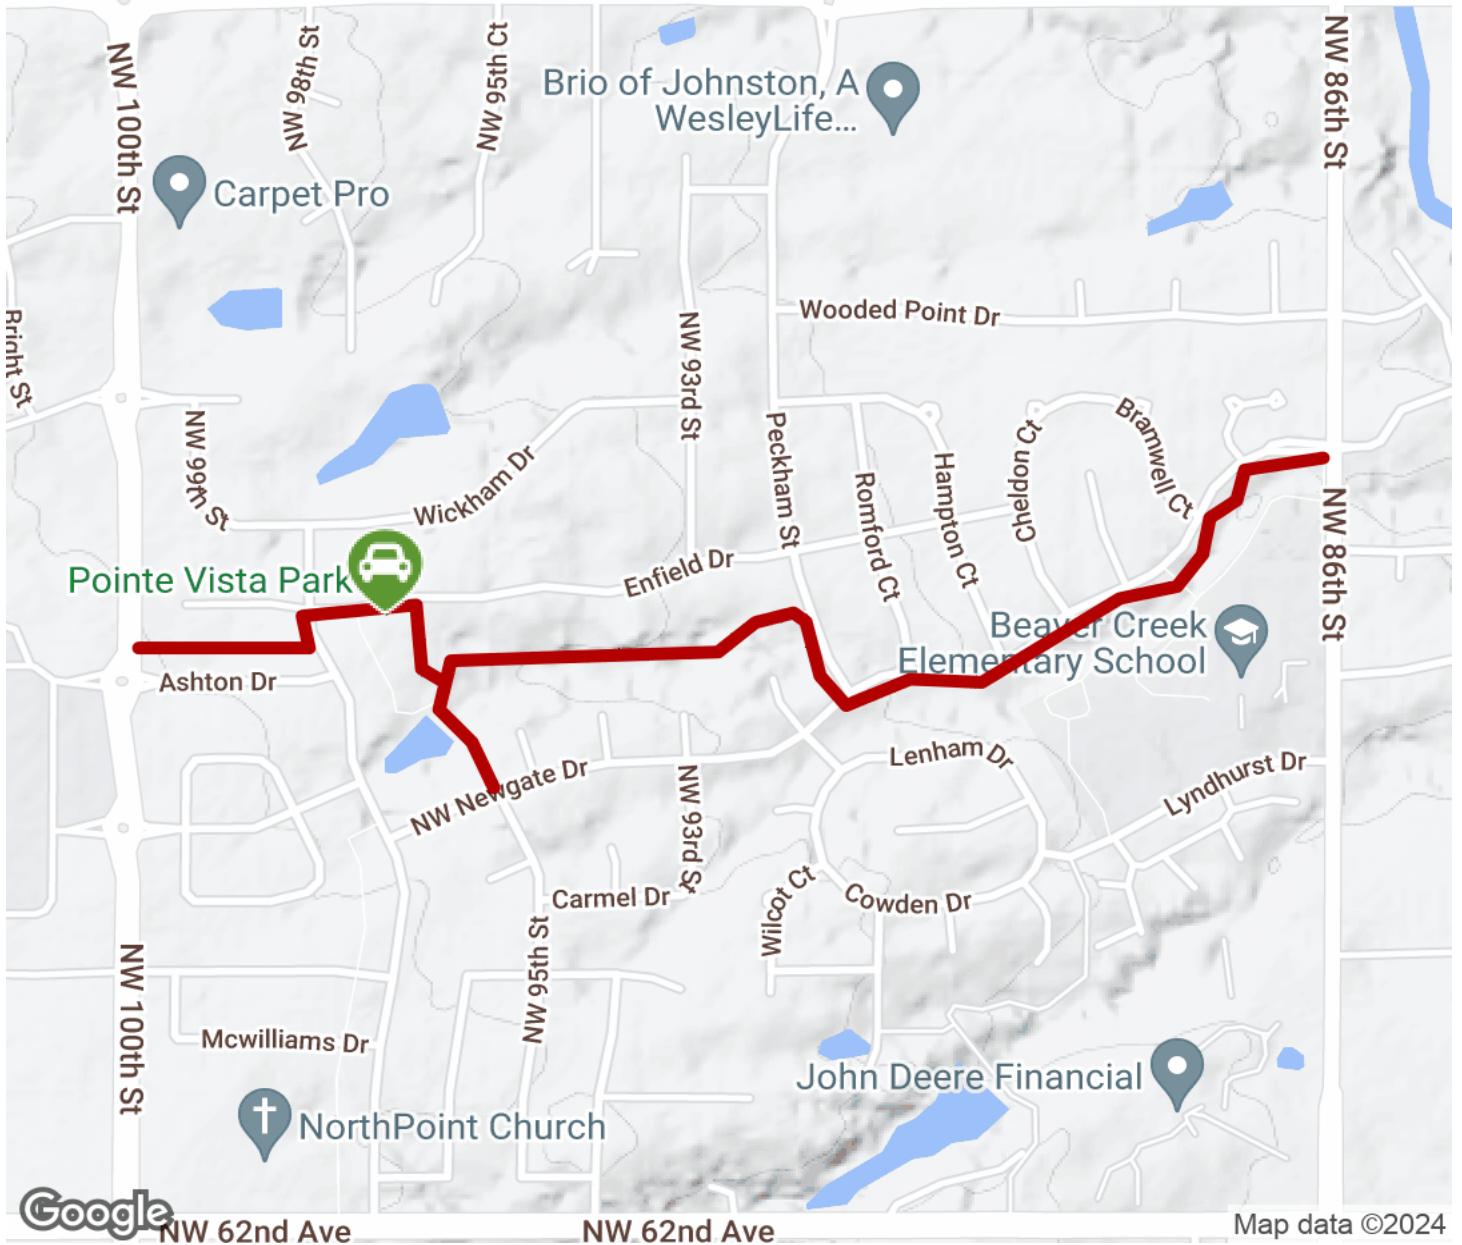 NW 100th St
NW 98th St
NW 95th Ct
Brio of Johnston, A
WesleyLife...
NW 86th St
Carpet Pro
Bright St
NW 93rd St
Wooded Point Dr
NW 99th St
Wickham Dr
Peckham St
Romford Ct
Hampton Ct
Cheldon Ct
Bramwell Ct
NW 86th St
Pointe Vista Park
Enfield Dr
Beaver Creek
Elementary School
Ashton Dr
NW Newgate Dr
NW 93rd St
Lenham Dr
Lyndhurst Dr
Carmel Dr
Wilcot Ct
Cowden Dr
NW 95th St
NW 100th St
Mcwilliams Dr
John Deere Financial
NorthPoint Church
Google
NW 62nd Ave
NW 62nd Ave
Map data ©2024